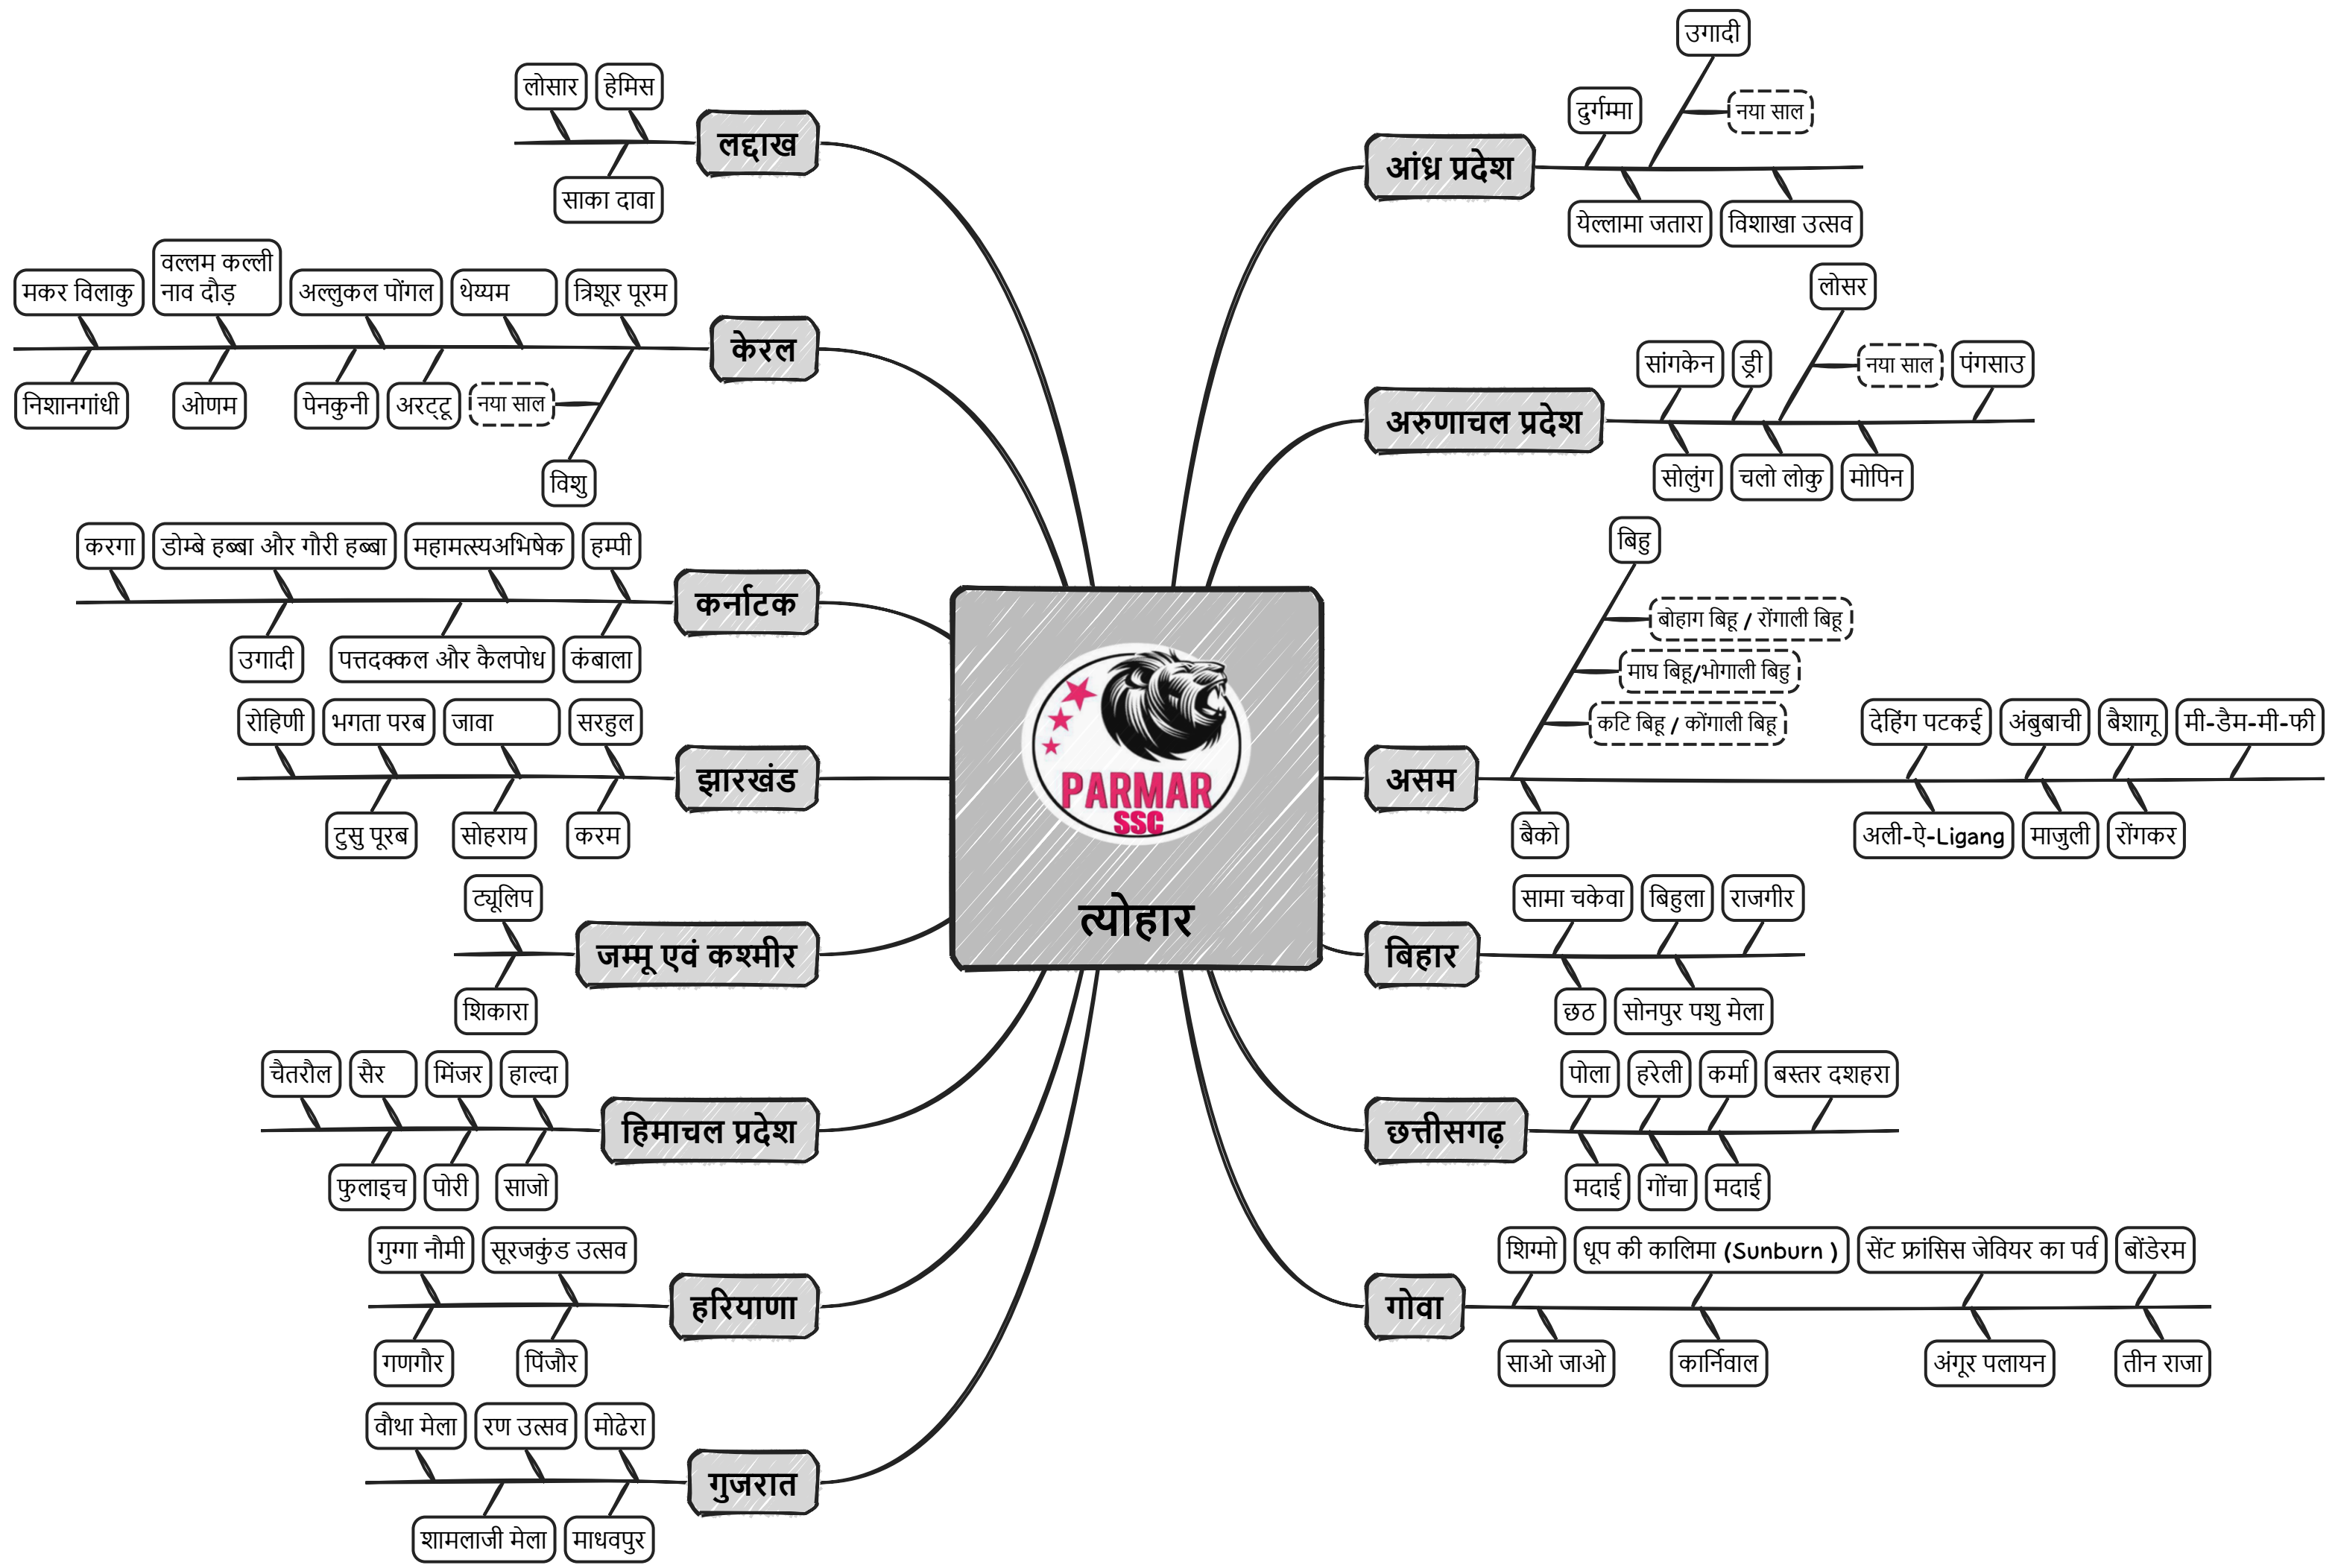 त्योहार
PARMAR
SSC
आंध्र प्रदेश
उगादी
नया साल
दुर्गम्मा
येल्लामा जतारा
विशाखा उत्सव
अरुणाचल प्रदेश
लोसर
नया साल
सांगकेन
ड्री
पंगसाउ
सोलुंग
चलो लोकु
मोपिन
असम
बिहु
बोहाग बिहू / रोंगाली बिहू
माघ बिहू/भोगाली बिहु
कटि बिहू / कोंगाली बिहू
देहिंग पटकई
अंबुबाची
बैशागू
मी-डैम-मी-फी
बैको
अली-ऐ-Ligang
माजुली
रोंगकर
बिहार
सामा चकेवा
बिहुला
राजगीर
छठ
सोनपुर पशु मेला
छत्तीसगढ़
पोला
हरेली
कर्मा
बस्तर दशहरा
मदाई
गोंचा
मदाई
गोवा
शिग्मो
धूप की कालिमा (Sunburn )
सेंट फ्रांसिस जेवियर का पर्व
बोंडेरम
साओ जाओ
कार्निवाल
अंगूर पलायन
तीन राजा
लद्दाख
लोसार
हेमिस
साका दावा
केरल
मकर विलाकु
वल्लम कल्ली
नाव दौड़
अल्लुकल पोंगल
थेय्यम
त्रिशूर पूरम
निशानगांधी
ओणम
पेनकुनी
अरट्टू
नया साल
विशु
कर्नाटक
करगा
डोम्बे हब्बा और गौरी हब्बा
महामत्स्यअभिषेक
हम्पी
उगादी
पत्तदक्कल और कैलपोध
कंबाला
झारखंड
रोहिणी
भगता परब
जावा
सरहुल
टुसु पूरब
सोहराय
करम
जम्मू एवं कश्मीर
ट्यूलिप
शिकारा
हिमाचल प्रदेश
चैतरौल
सैर
मिंजर
हाल्दा
फुलाइच
पोरी
साजो
हरियाणा
गुग्गा नौमी
सूरजकुंड उत्सव
गणगौर
पिंजौर
गुजरात
वौथा मेला
रण उत्सव
मोढेरा
शामलाजी मेला
माधवपुर